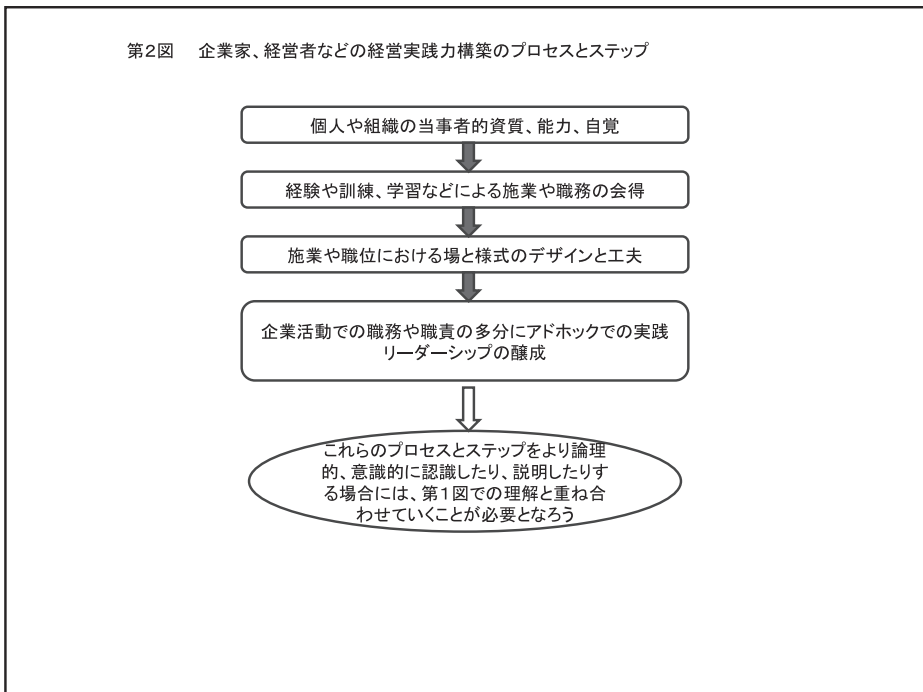 第2図　企業家、経営者などの経営実践力構築のプロセスとステップ
個人や組織の当事者的資質、能力、自覚
経験や訓練、学習などによる施業や職務の会得
施業や職位における場と様式のデザインと工夫
企業活動での職務や職責の多分にアドホックでの実践
リーダーシップの醸成
これらのプロセスとステップをより論理
的、意識的に認識したり、説明したりす
る場合には、第1図での理解と重ね合
わせていくことが必要となろう